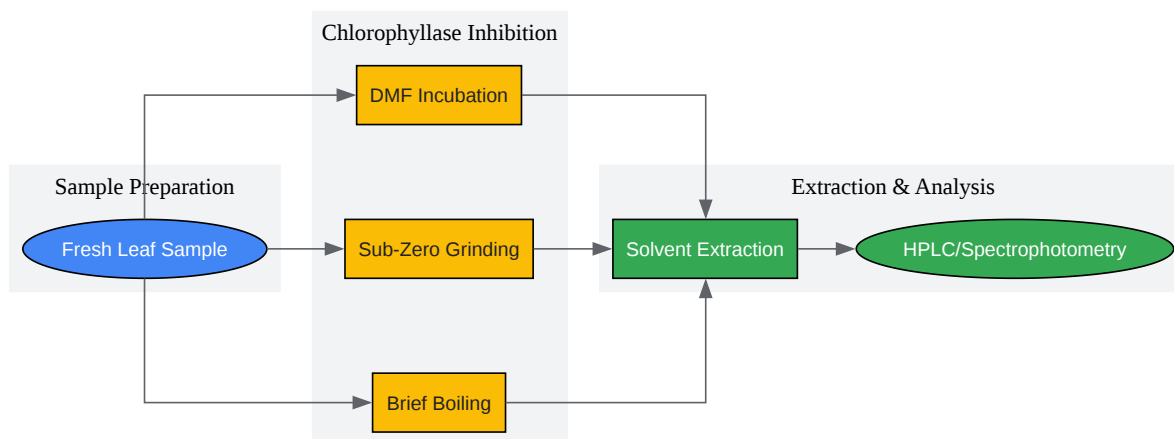 Chlorophyllase Inhibition
DMF Incubation
Sample Preparation
Extraction & Analysis
Fresh Leaf Sample
Sub-Zero Grinding
Solvent Extraction
HPLC/Spectrophotometry
Brief Boiling